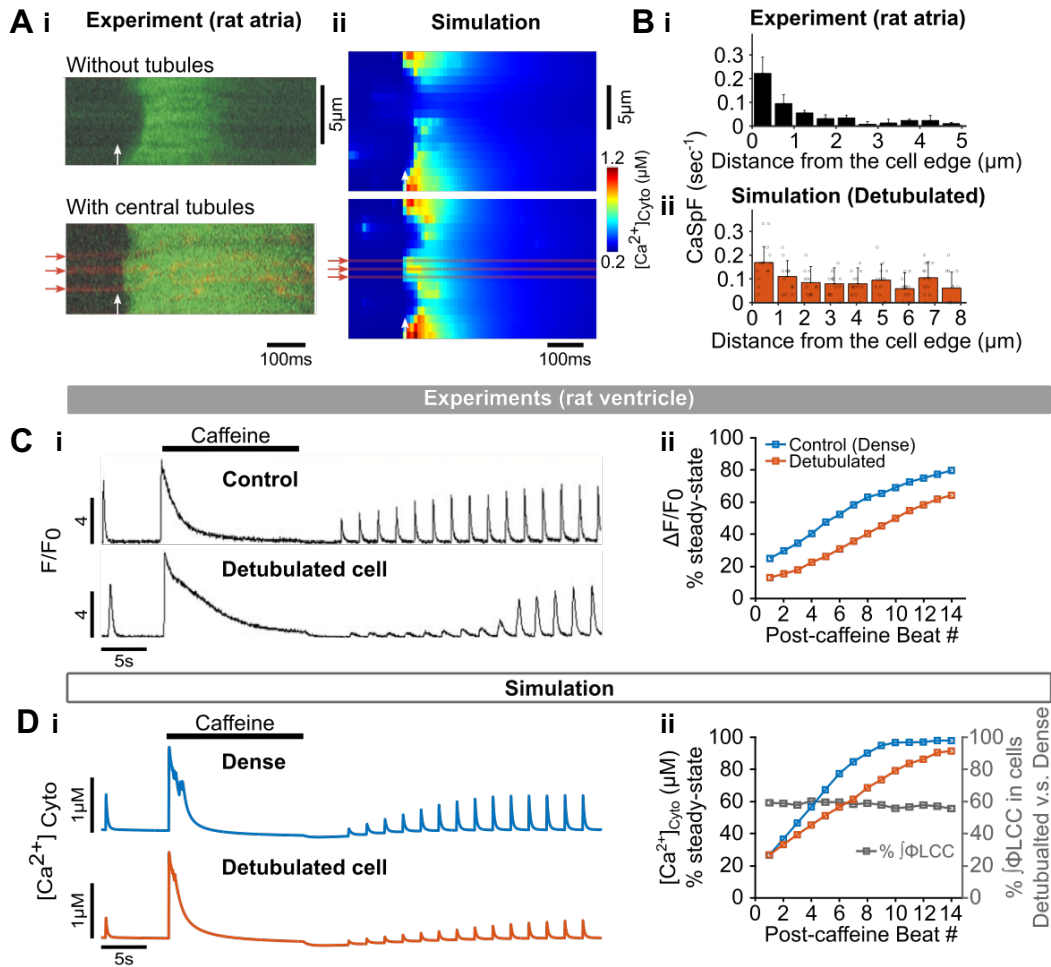 A i Experiment (rat atria)
Without tubules
5µm
With central tubules
100ms
ii Simulation
5µm
1.2
0.2
[Ca2+]Cyto (µM)
100ms
B i Experiment (rat atria)
0.3
0.2
0.1
0
0 1 2 3 4 5
Distance from the cell edge (µm)
CaSpF (sec-1)
ii Simulation (Detubulated)
0.3
0.2
0.1
0
0 1 2 3 4 5 6 7 8
Distance from the cell edge (µm)
Experiments (rat ventricle)
C i
Caffeine
Control
4
F/F0
Detubulated cell
4
5s
ii
100
80
60
40
20
0
ΔF/F0
% steady-state
Control (Dense)
Detubulated
0 2 4 6 8 10 12 14
Post-caffeine Beat #
Simulation
D i
Caffeine
Dense
1µM
[Ca2+]Cyto
Detubulated cell
1µM
5s
ii
100
80
60
40
20
0
[Ca2+]Cyto (µM)
% steady-state
% ∫ΦLCC
0 2 4 6 8 10 12 14
Post-caffeine Beat #
100
80
60
40
20
0
% ∫ΦLCC in cells
Detubualted v.s. Dense